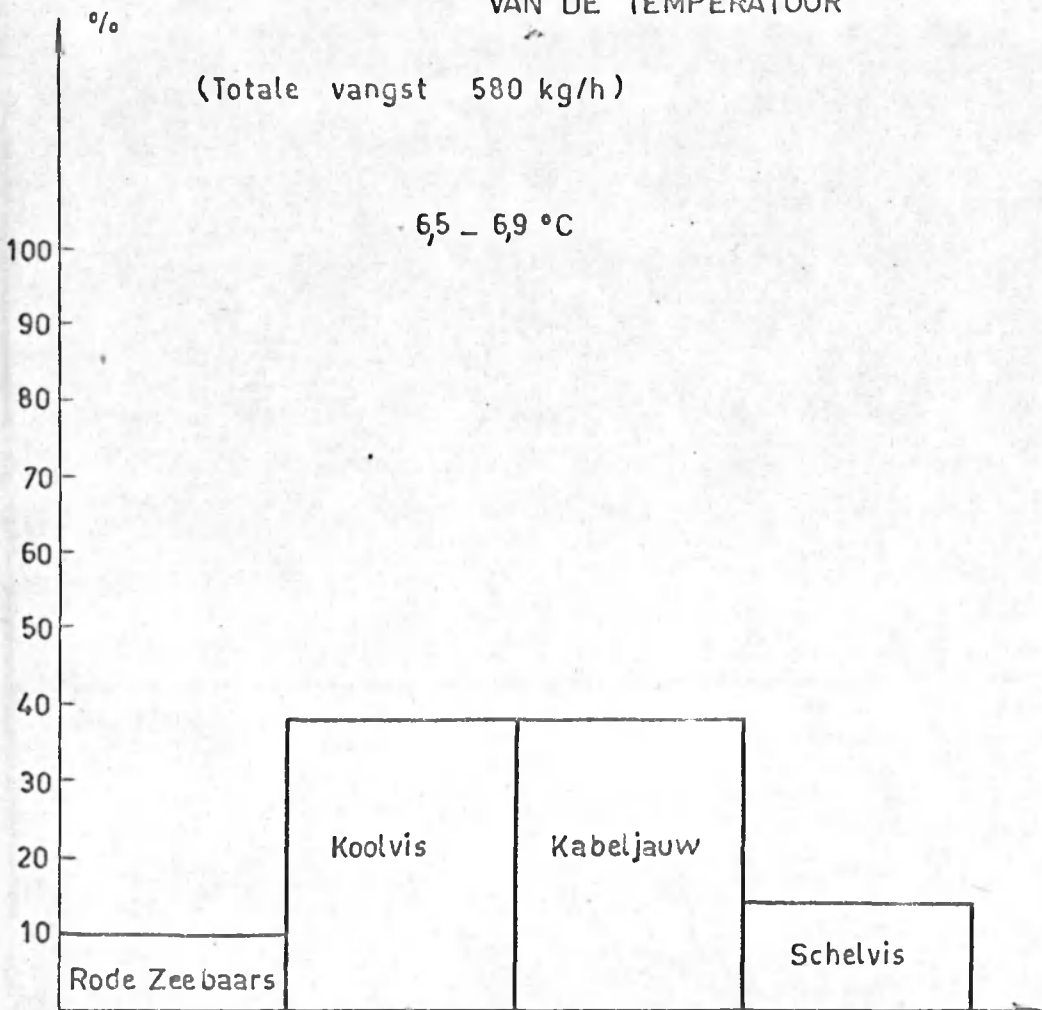 VAN DE TEMPERATUUR
%
(Totale vangst 580 kg/h)
6,5 _ 6,9 °C
100
90
80
70
60
50
40
30
20
10
Rode Zeebaars
Koolvis
Kabeljauw
Schelvis